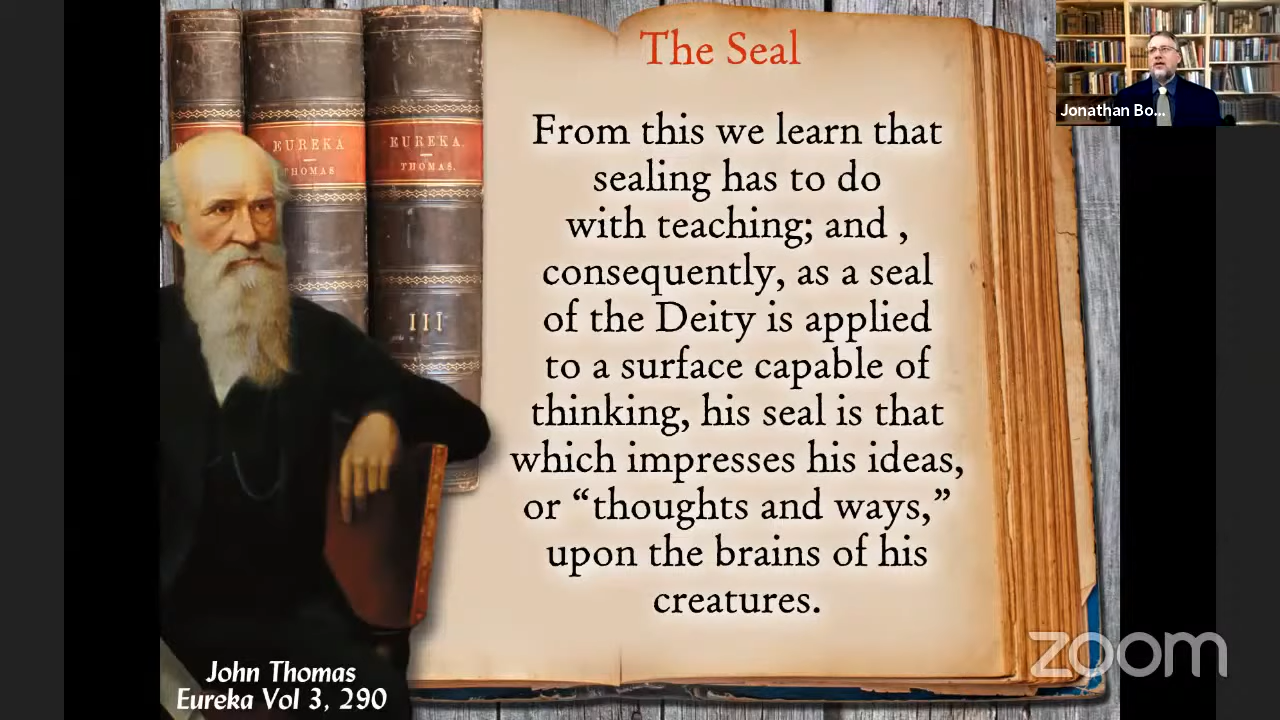 The Seal
From this we learn that
sealing has to do
with teaching; and ,
consequently, as a seal
of the Deity is applied
to a surface capable of
thinking, his seal is that
which impresses his ideas,
or “thoughts and ways,”
upon the brains of his
creatures.
EUREKA
THOMAS
EUREKA.
THOMAS.
III
John Thomas
Eureka Vol 3, 290
Jonathan Bo...
zoom